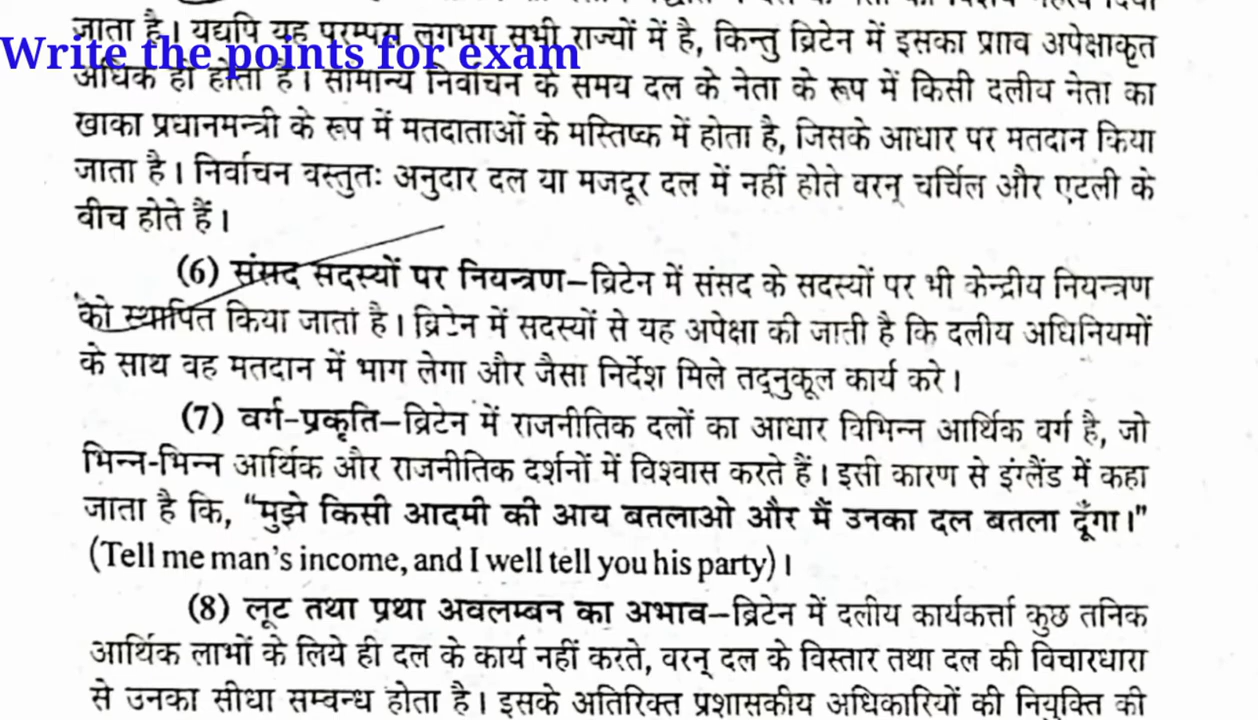 जाता है। यद्यपि यह परम्परा लगभग सभी राज्यों में है, किन्तु ब्रिटेन में इसका प्रााव अपेक्षाकृत
Write the points for exam
अधिक ही होता है। सामान्य निर्वाचन के समय दल के नेता के रूप में किसी दलीय नेता का
खाका प्रधानमन्त्री के रूप में मतदाताओं के मस्तिष्क में होता है, जिसके आधार पर मतदान किया
जाता है। निर्वाचन वस्तुतः अनुदार दल या मजदूर दल में नहीं होते वरन् चर्चिल और एटली के
बीच होते हैं।
(6) संसद सदस्यों पर नियन्त्रण–ब्रिटेन में संसद के सदस्यों पर भी केन्द्रीय नियन्त्रण
को स्थापित किया जाता है। ब्रिटेन में सदस्यों से यह अपेक्षा की जाती है कि दलीय अधिनियमों
के साथ वह मतदान में भाग लेगा और जैसा निर्देश मिले तद्नुकूल कार्य करे।
(7) वर्ग-प्रकृति–ब्रिटेन में राजनीतिक दलों का आधार विभिन्न आर्थिक वर्ग है, जो
भिन्न-भिन्न आर्थिक और राजनीतिक दर्शनों में विश्वास करते हैं। इसी कारण से इंग्लैंड में कहा
जाता है कि, “मुझे किसी आदमी की आय बतलाओ और मैं उनका दल बतला दूँगा।”
(Tell me man’s income, and I well tell you his party)।
(8) लूट तथा प्रथा अवलम्बन का अभाव–ब्रिटेन में दलीय कार्यकर्त्ता कुछ तनिक
आर्थिक लाभों के लिये ही दल के कार्य नहीं करते, वरन् दल के विस्तार तथा दल की विचारधारा
से उनका सीधा सम्बन्ध होता है। इसके अतिरिक्त प्रशासकीय अधिकारियों की नियुक्ति की